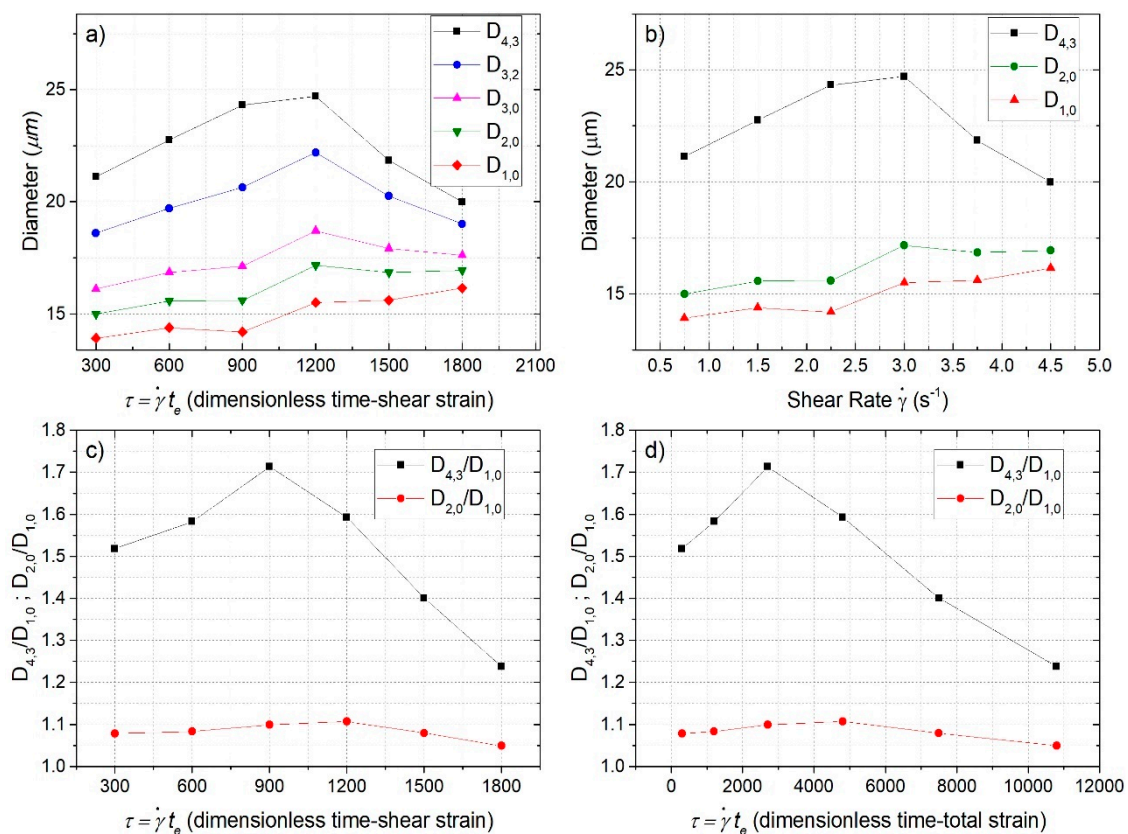 a)
D4,3
D3,2
D3,0
D2,0
D1,0
25
20
15
Diameter (μm)
300 600 900 1200 1500 1800 2100
τ = γ̇ te (dimensionless time-shear strain)
b)
D4,3
D2,0
D1,0
25
20
15
Diameter (μm)
0.5 1.0 1.5 2.0 2.5 3.0 3.5 4.0 4.5 5.0
Shear Rate γ̇ (s-1)
c)
D4,3/D1,0
D2,0/D1,0
1.8
1.7
1.6
1.5
1.4
1.3
1.2
1.1
1.0
D4,3/D1,0 ; D2,0/D1,0
300 600 900 1200 1500 1800
τ = γ̇ te (dimensionless time-shear strain)
d)
D4,3/D1,0
D2,0/D1,0
1.8
1.7
1.6
1.5
1.4
1.3
1.2
1.1
1.0
D4,3/D1,0 ; D2,0/D1,0
0 2000 4000 6000 8000 10000 12000
τ = γ̇ te (dimensionless time-total strain)